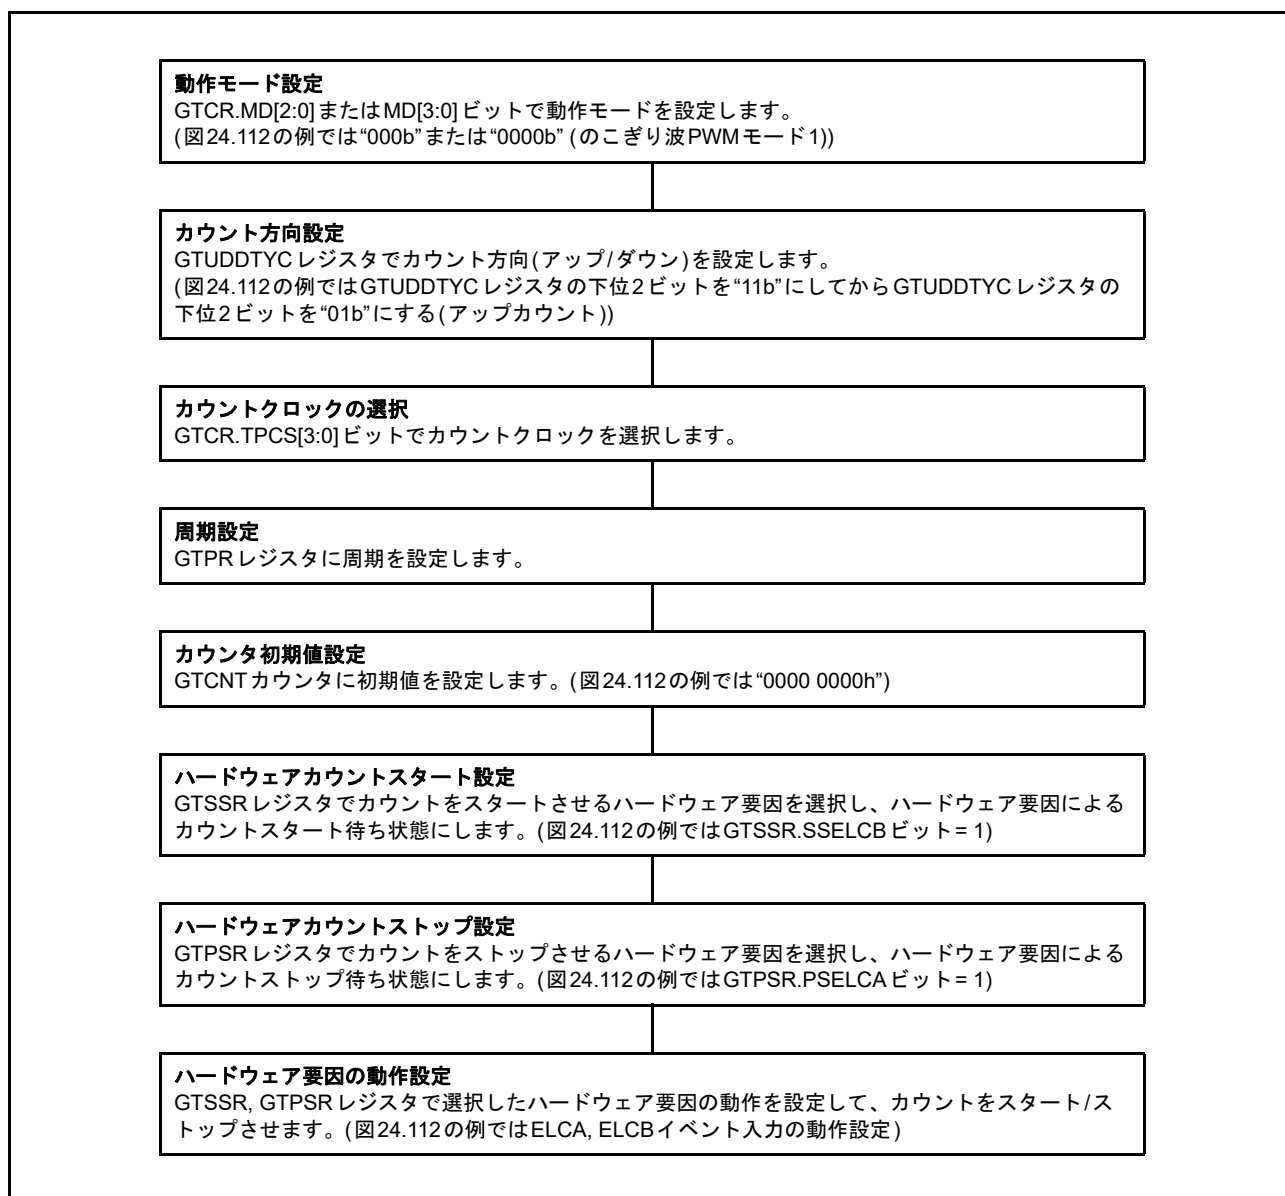 動作モード設定
GTCR.MD[2:0]またはMD[3:0]ビットで動作モードを設定します。
(図24.112の例では“000b”または“0000b” (のこぎり波PWMモード1))
カウント方向設定
GTUDDTYCレジスタでカウント方向(アップ/ダウン)を設定します。
(図24.112の例ではGTUDDTYCレジスタの下位2ビットを“11b”にしてからGTUDDTYCレジスタの
下位2ビットを“01b”にする(アップカウント))
カウントクロックの選択
GTCR.TPCS[3:0]ビットでカウントクロックを選択します。
周期設定
GTPRレジスタに周期を設定します。
カウンタ初期値設定
GTCNTカウンタに初期値を設定します。(図24.112の例では“0000 0000h”)
ハードウェアカウントスタート設定
GTSSRレジスタでカウントをスタートさせるハードウェア要因を選択し、ハードウェア要因による
カウントスタート待ち状態にします。(図24.112の例ではGTSSR.SSELCBビット= 1)
ハードウェアカウントストップ設定
GTPSRレジスタでカウントをストップさせるハードウェア要因を選択し、ハードウェア要因による
カウントストップ待ち状態にします。(図24.112の例ではGTPSR.PSELCAビット= 1)
ハードウェア要因の動作設定
GTSSR, GTPSRレジスタで選択したハードウェア要因の動作を設定して、カウントをスタート/ス
トップさせます。(図24.112の例ではELCA, ELCBイベント入力の動作設定)